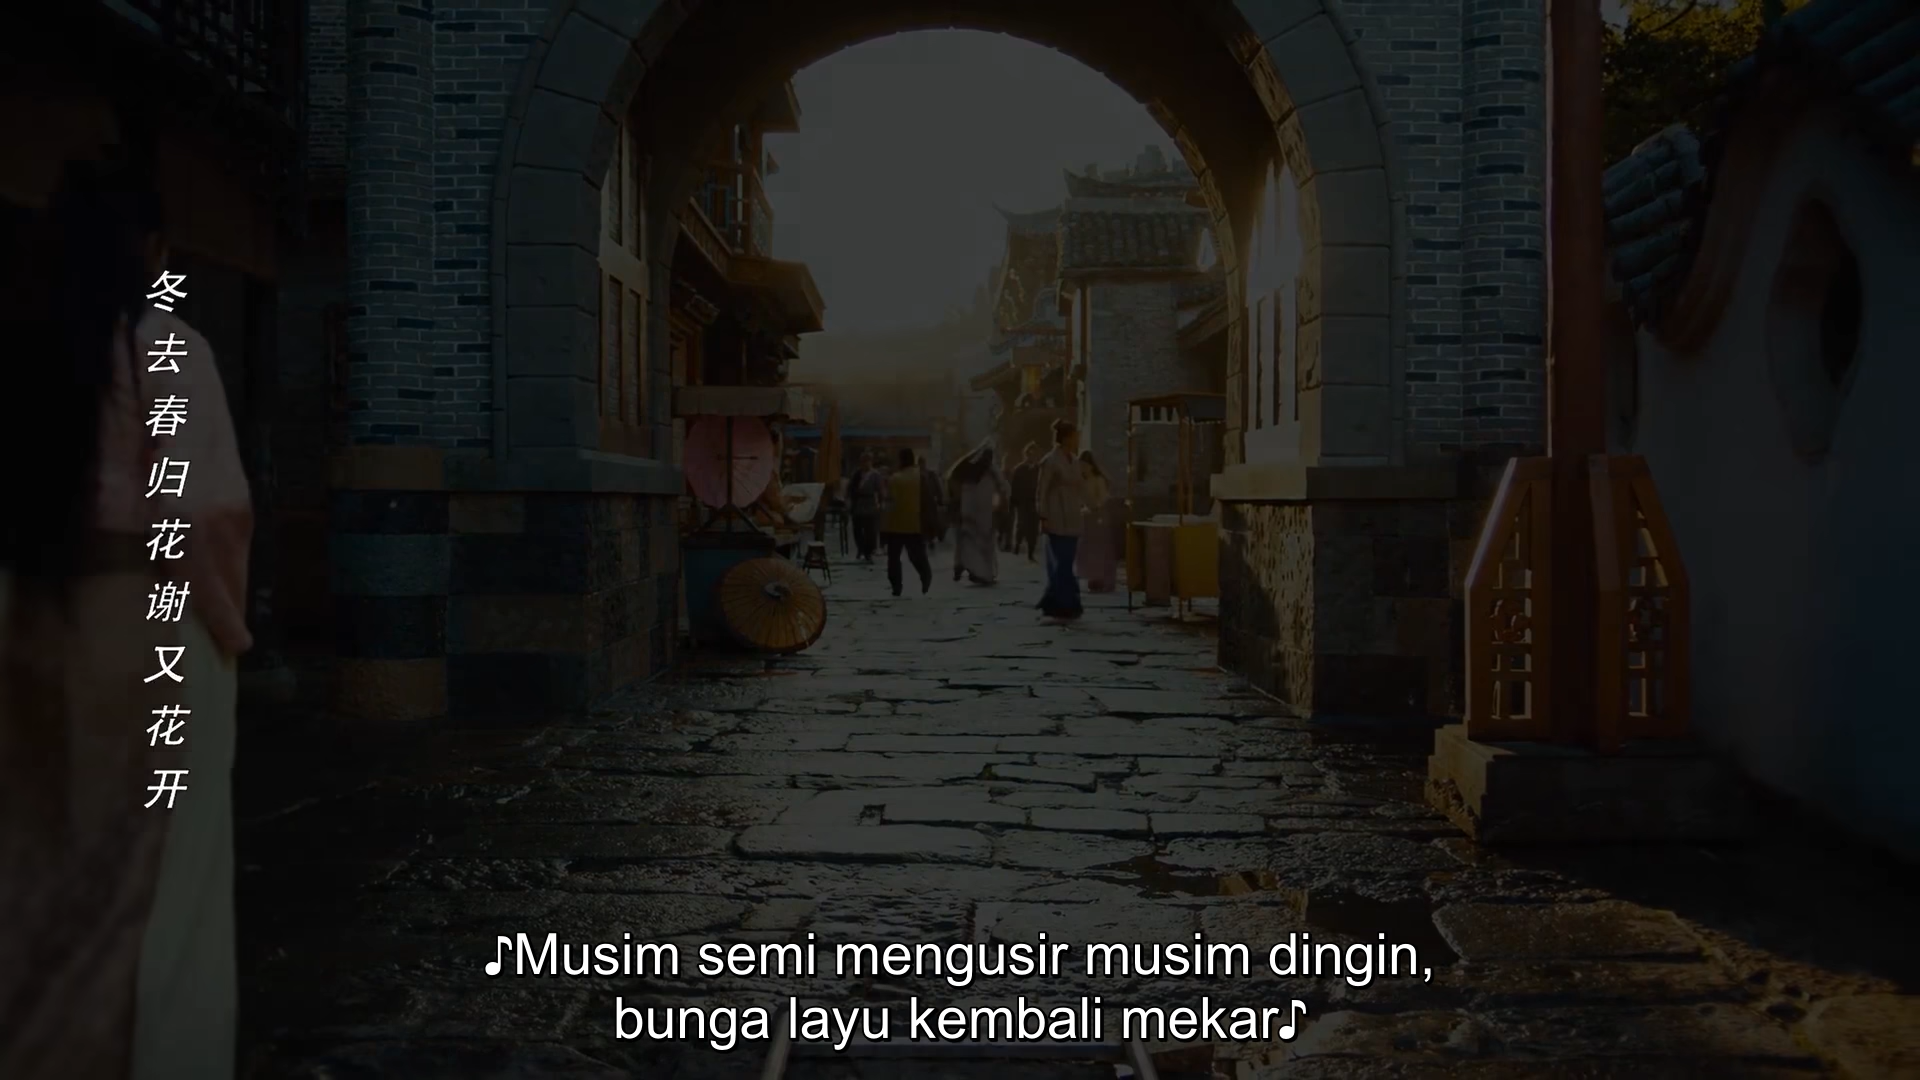 冬去春归花谢又花开
♪Musim semi mengusir musim dingin,
bunga layu kembali mekar♪